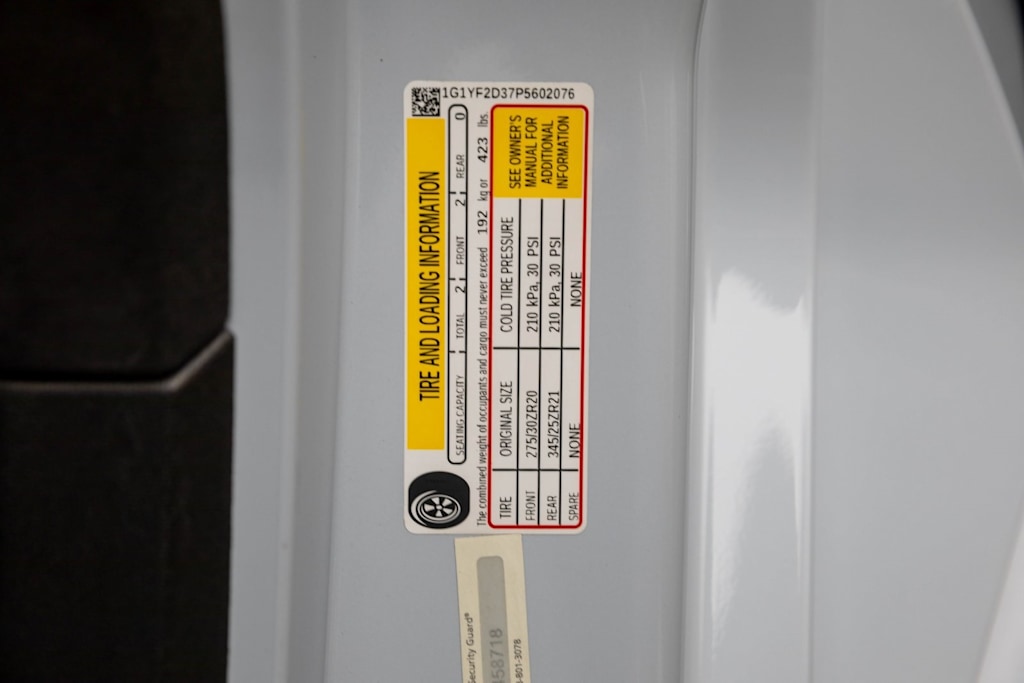 1G1YF2D37P5602076
TIRE AND LOADING INFORMATION
SEATING CAPACITY TOTAL 2 FRONT 2 REAR 0
The combined weight of occupants and cargo must never exceed 192 kg or 423 lbs.
TIRE ORIGINAL SIZE COLD TIRE PRESSURE
FRONT 275/30ZR20 210 kPa, 30 PSI
REAR 345/25ZR21 210 kPa, 30 PSI
SPARE NONE NONE
SEE OWNER'S
MANUAL FOR
ADDITIONAL
INFORMATION
Security Guard®
58718
-801-3078